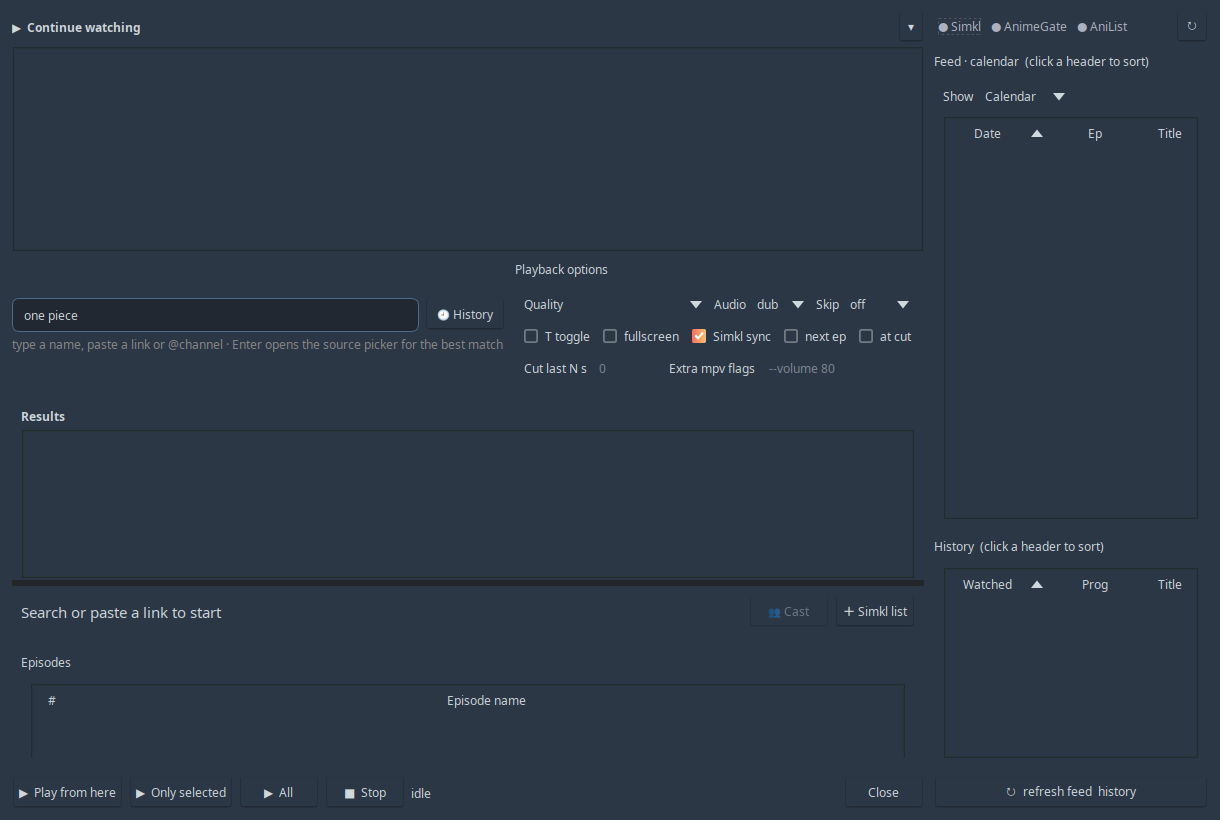 ▶ Continue watching ▼
● Simkl ● AnimeGate ● AniList ↻
Feed · calendar (click a header to sort)
Show Calendar ▼
Date ▲ Ep Title
Playback options
one piece
🕘 History
type a name, paste a link or @channel · Enter opens the source picker for the best match
Quality ▼ Audio dub ▼ Skip off ▼
T toggle fullscreen Simkl sync next ep at cut
Cut last N s 0 Extra mpv flags --volume 80
Results
Search or paste a link to start
👥 Cast + Simkl list
Episodes
# Episode name
History (click a header to sort)
Watched ▲ Prog Title
▶ Play from here ▶ Only selected ▶ All ■ Stop idle Close
↻ refresh feed history